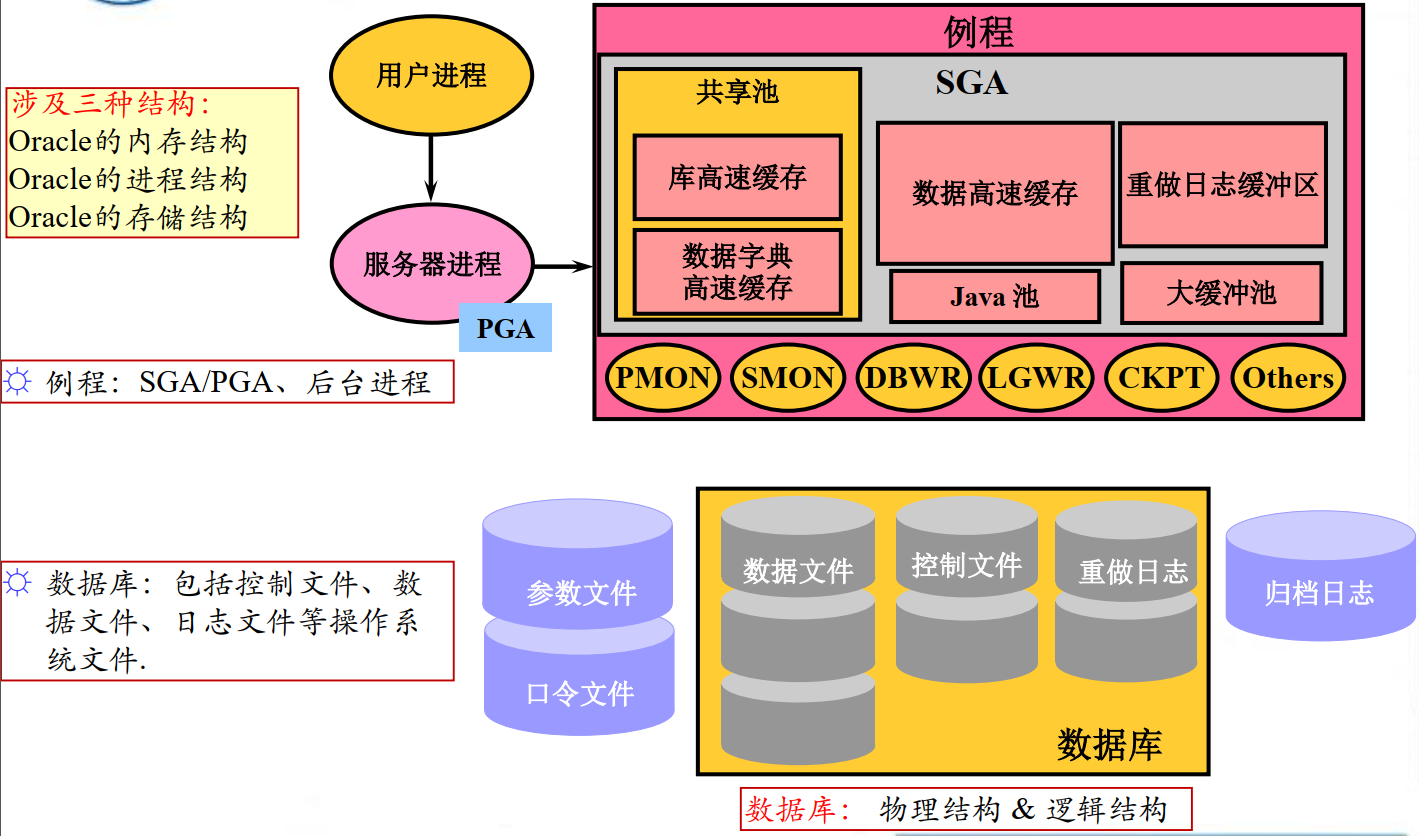 用户进程
例程
SGA
共享池
库高速缓存
数据字典
高速缓存
数据高速缓存
重做日志缓冲区
Java 池
大缓冲池
涉及三种结构：
Oracle的内存结构
Oracle的进程结构
Oracle的存储结构
服务器进程
PGA
PMON
SMON
DBWR
LGWR
CKPT
Others
例程：SGA/PGA、后台进程
参数文件
口令文件
数据文件
控制文件
重做日志
归档日志
数据库：包括控制文件、数
据文件、日志文件等操作系
统文件.
数据库
数据库： 物理结构 & 逻辑结构